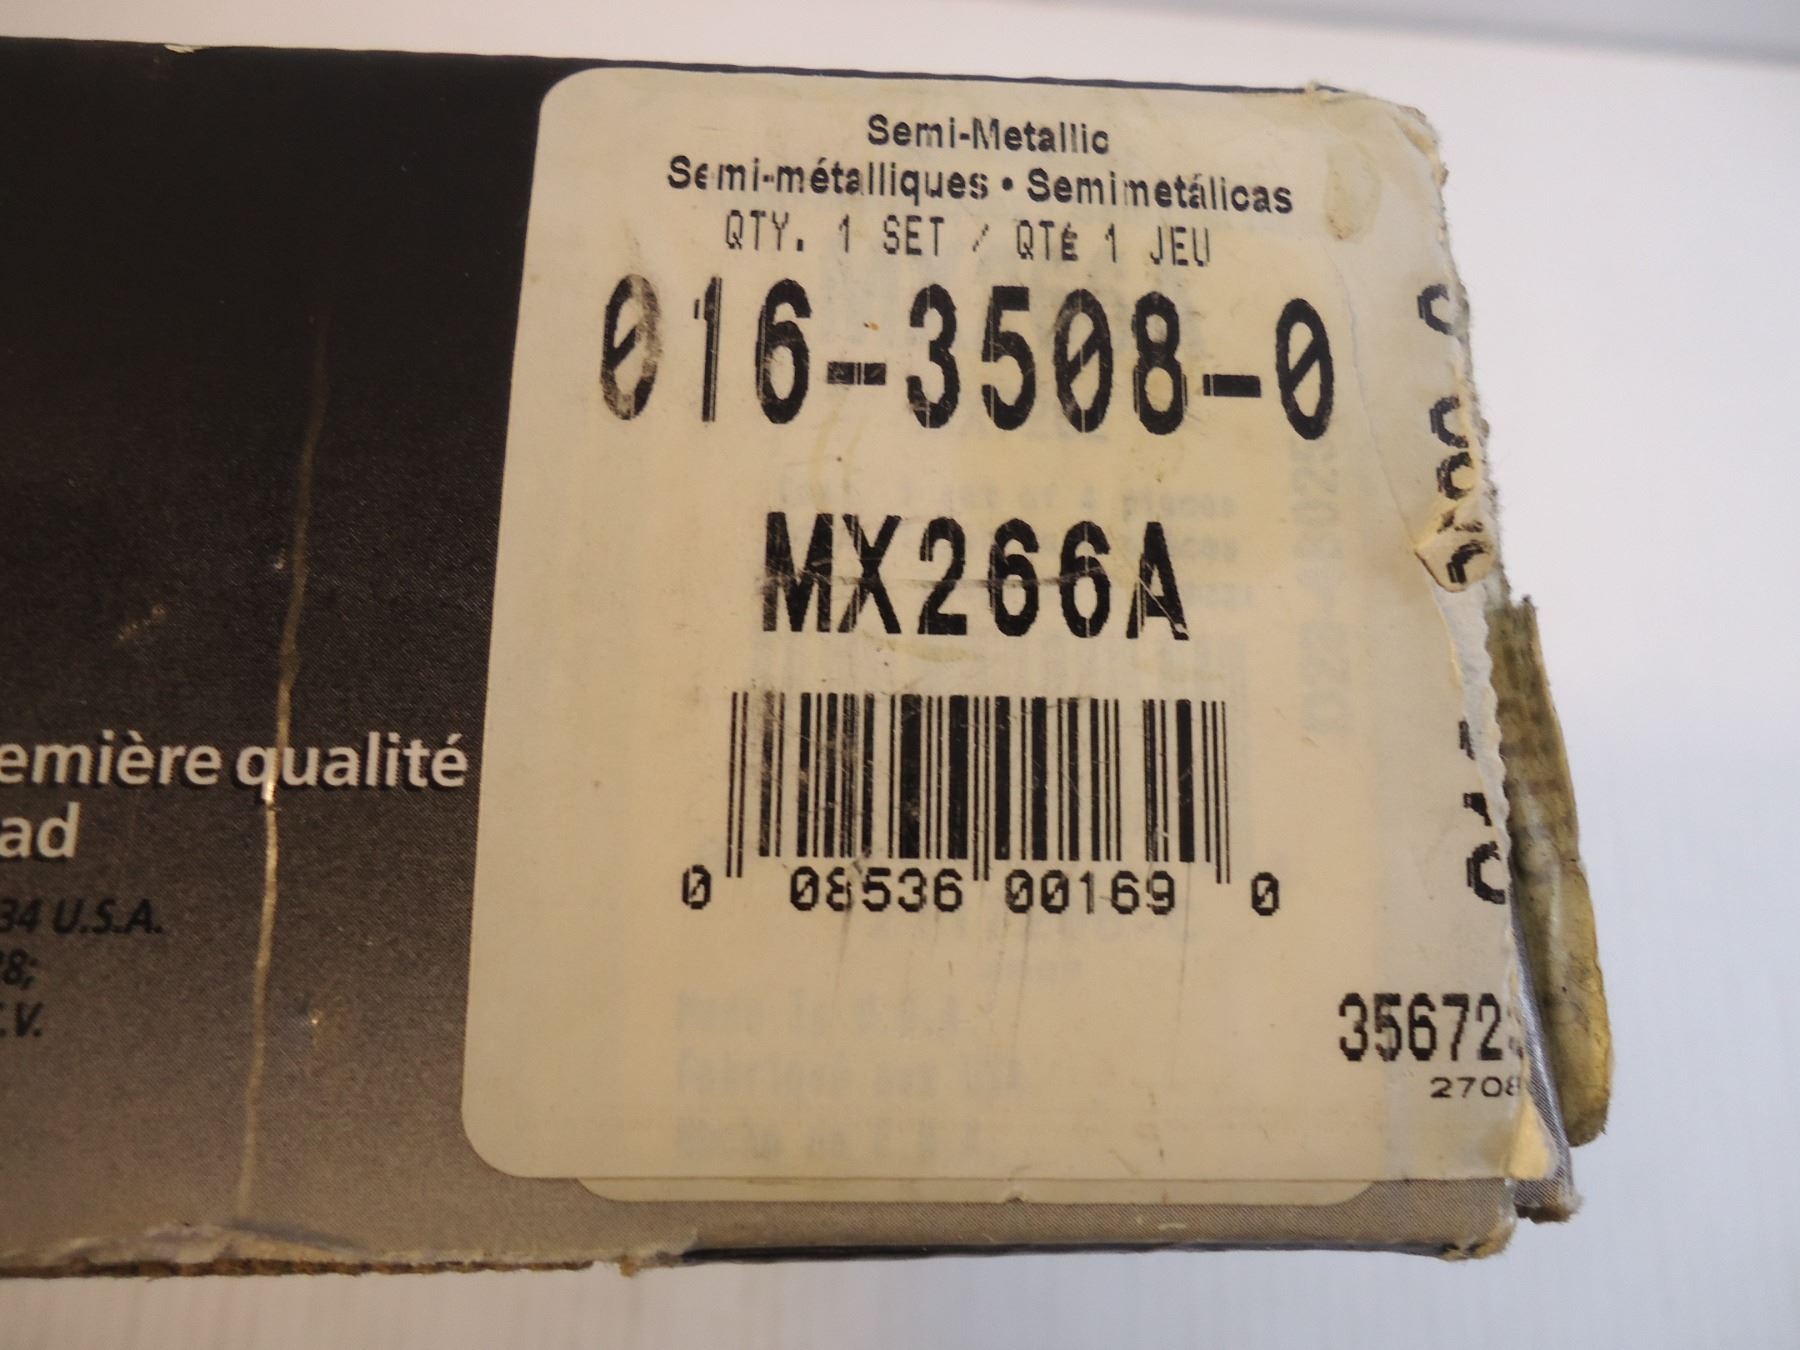 Semi-Metallic
Semi-métalliques • Semimetálicas
QTY. 1 SET / QTÉ 1 JEU
016-3508-0
MX266A
0 08536 00169 0
356723
2708
emière qualité
ad
34 U.S.A.
8;
.V.